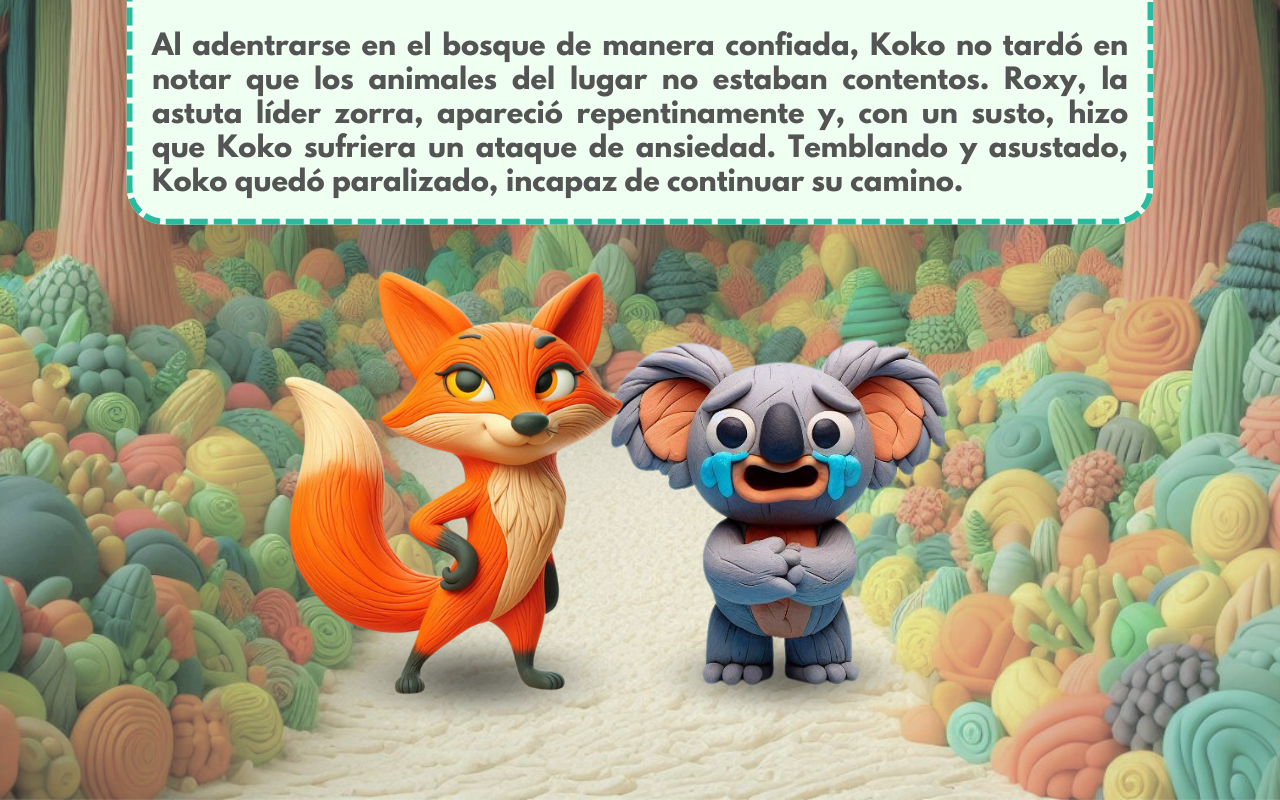 Al adentrarse en el bosque de manera confiada, Koko no tardó en
notar que los animales del lugar no estaban contentos. Roxy, la
astuta líder zorra, apareció repentinamente y, con un susto, hizo
que Koko sufriera un ataque de ansiedad. Temblando y asustado,
Koko quedó paralizado, incapaz de continuar su camino.